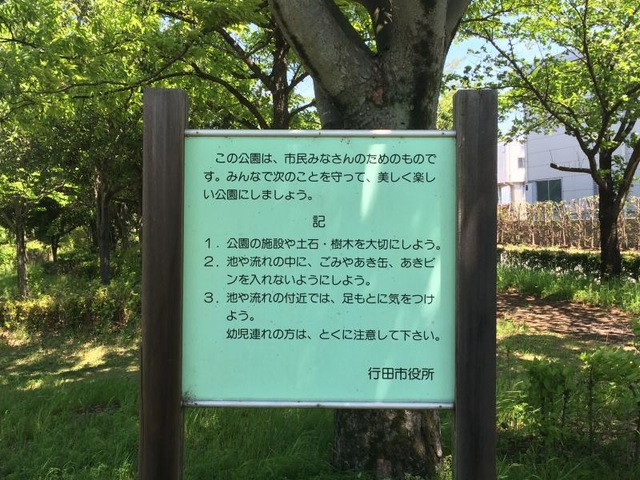 この公園は、市民みなさんのためのもので
す。みんなで次のことを守って、美しく楽し
い公園にしましょう。
記
1．公園の施設や土石・樹木を大切にしよう。
2．池や流れの中に、ごみやあき缶、あきビ
ンを入れないようにしよう。
3．池や流れの付近では、足もとに気をつけ
よう。
幼児連れの方は、とくに注意して下さい。
行田市役所